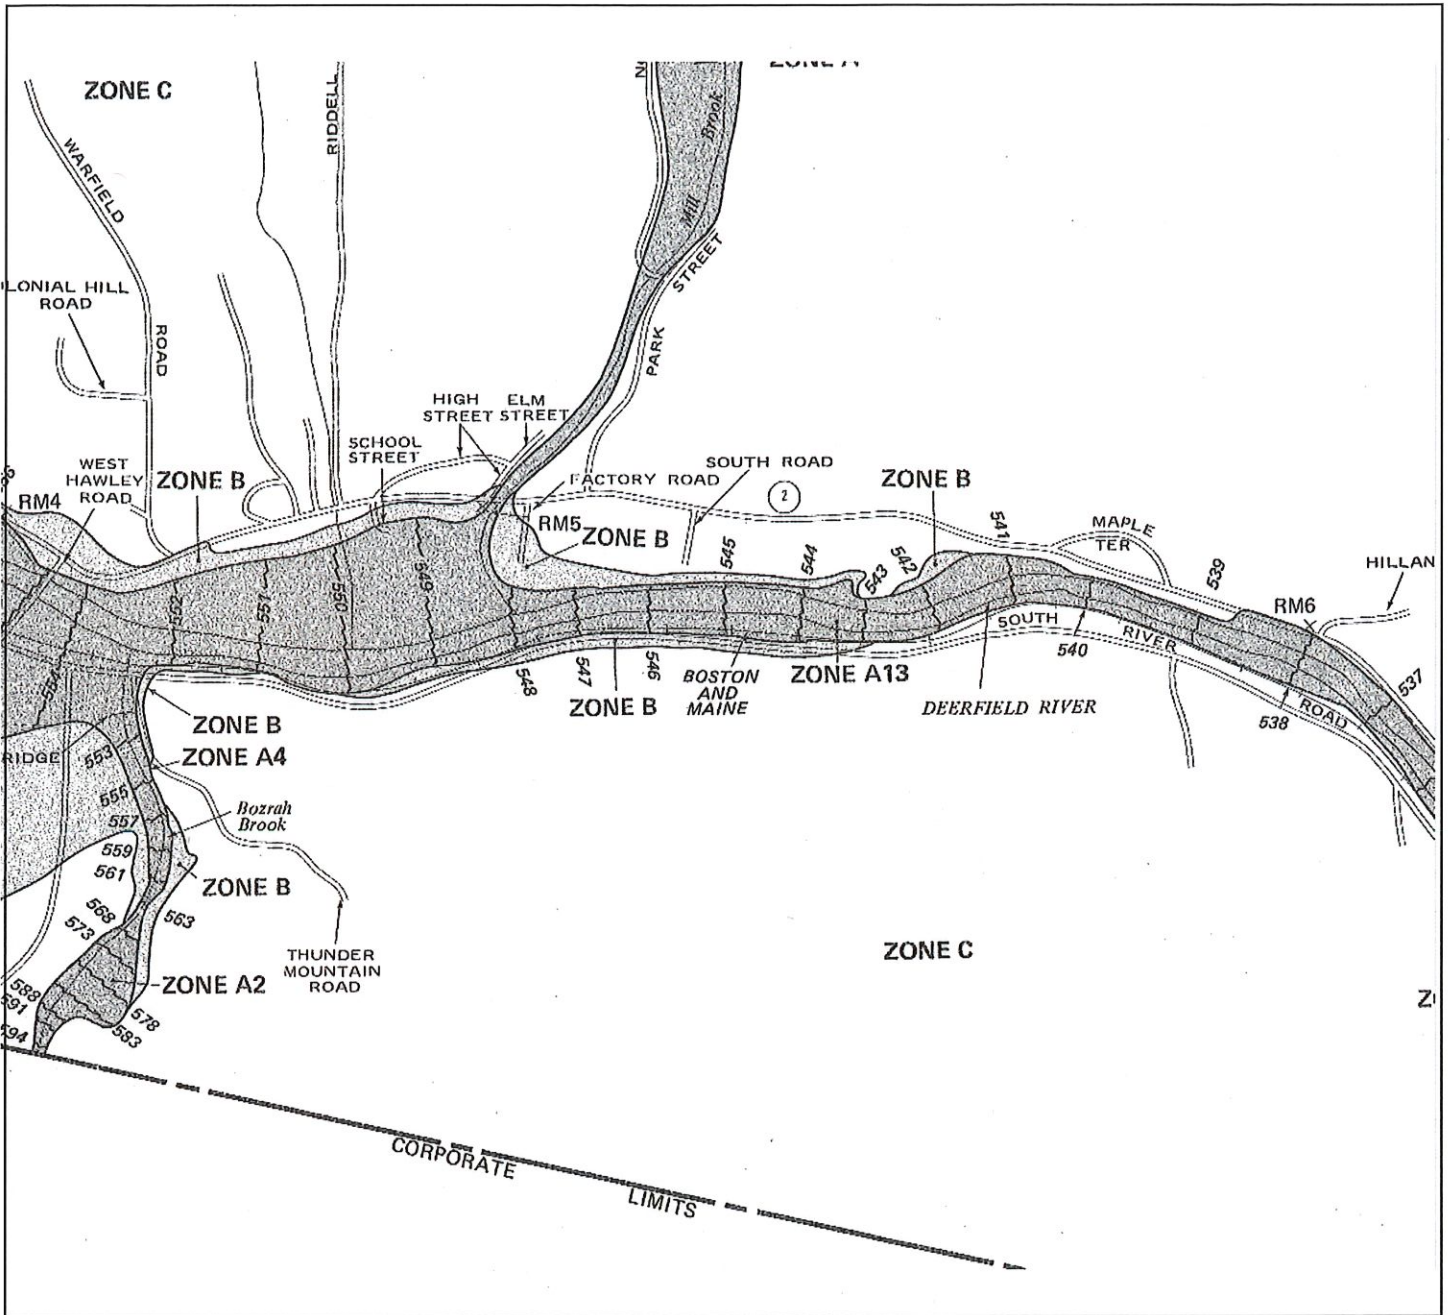 ZONE C
WARFIELD
ROAD
RIDDELL
Mill Brook
PARK
STREET
LONIAL HILL
ROAD
HIGH
STREET
ELM
STREET
SCHOOL
STREET
WEST
HAWLEY
ROAD
ZONE B
RM4
FACTORY ROAD
SOUTH ROAD
2
RM5
ZONE B
ZONE B
MAPLE
TER
HILLAN
RM6
554
552
551
550
549
548
547
546
545
544
543
542
541
540
539
538
537
SOUTH
RIVER
ROAD
BOSTON
AND
MAINE
ZONE A13
DEERFIELD RIVER
ZONE B
ZONE B
ZONE A4
RIDGE
553
555
557
559
561
563
568
573
578
583
588
591
594
Bozrah
Brook
ZONE B
THUNDER
MOUNTAIN
ROAD
ZONE A2
ZONE C
CORPORATE
LIMITS